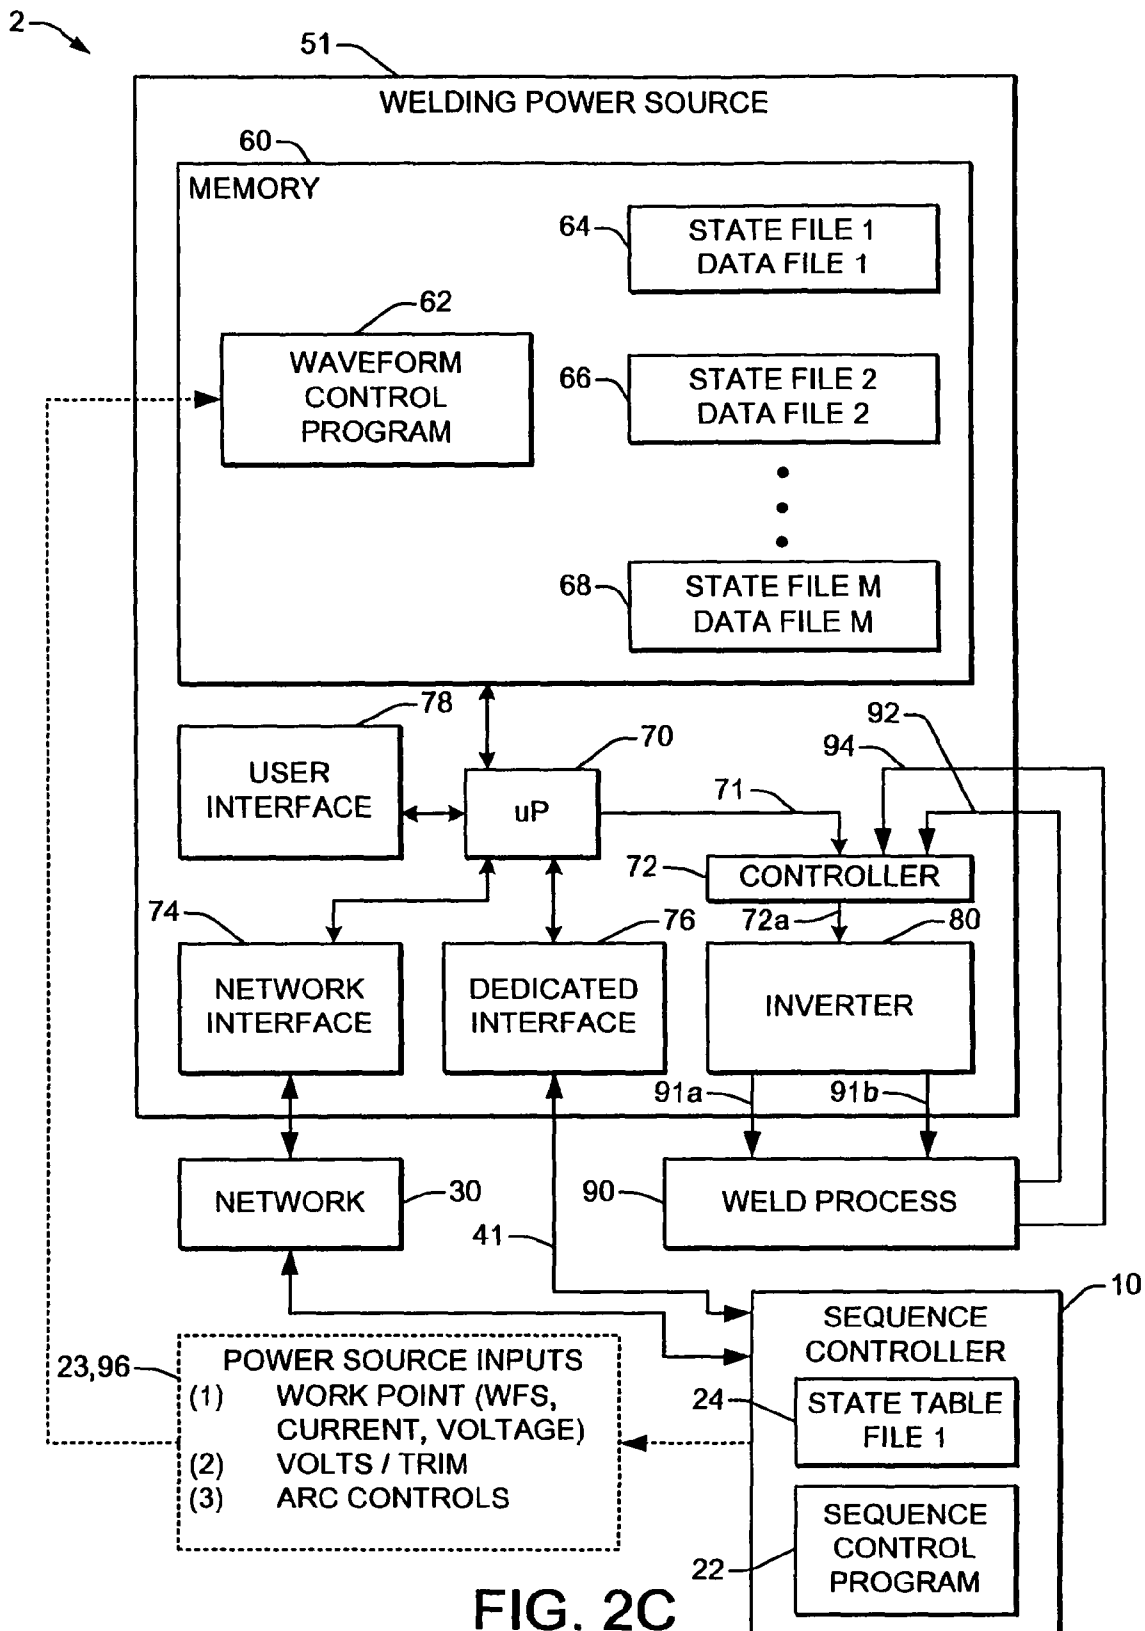 2
51
WELDING POWER SOURCE
60
MEMORY
64
STATE FILE 1
DATA FILE 1
62
WAVEFORM
CONTROL
PROGRAM
66
STATE FILE 2
DATA FILE 2
68
STATE FILE M
DATA FILE M
78
USER
INTERFACE
70
uP
92
94
71
72
CONTROLLER
72a
74
NETWORK
INTERFACE
76
DEDICATED
INTERFACE
80
INVERTER
91a
91b
NETWORK
30
90
WELD PROCESS
41
10
SEQUENCE
CONTROLLER
23,96
POWER SOURCE INPUTS
(1) WORK POINT (WFS,
CURRENT, VOLTAGE)
(2) VOLTS / TRIM
(3) ARC CONTROLS
24
STATE TABLE
FILE 1
22
SEQUENCE
CONTROL
PROGRAM
FIG. 2C